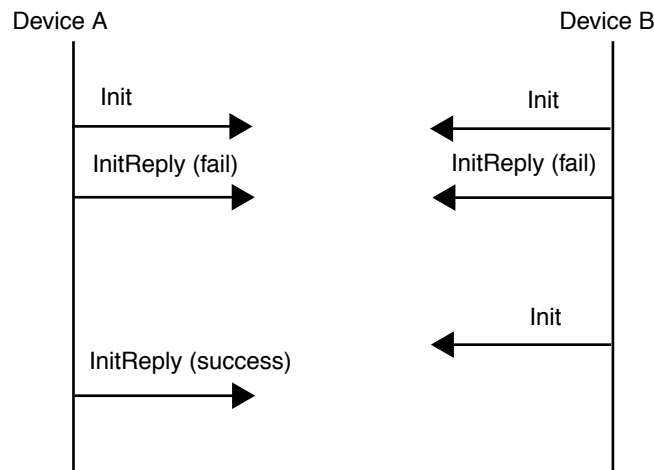 Device A
Device B
Init
Init
InitReply (fail)
InitReply (fail)
Init
InitReply (success)